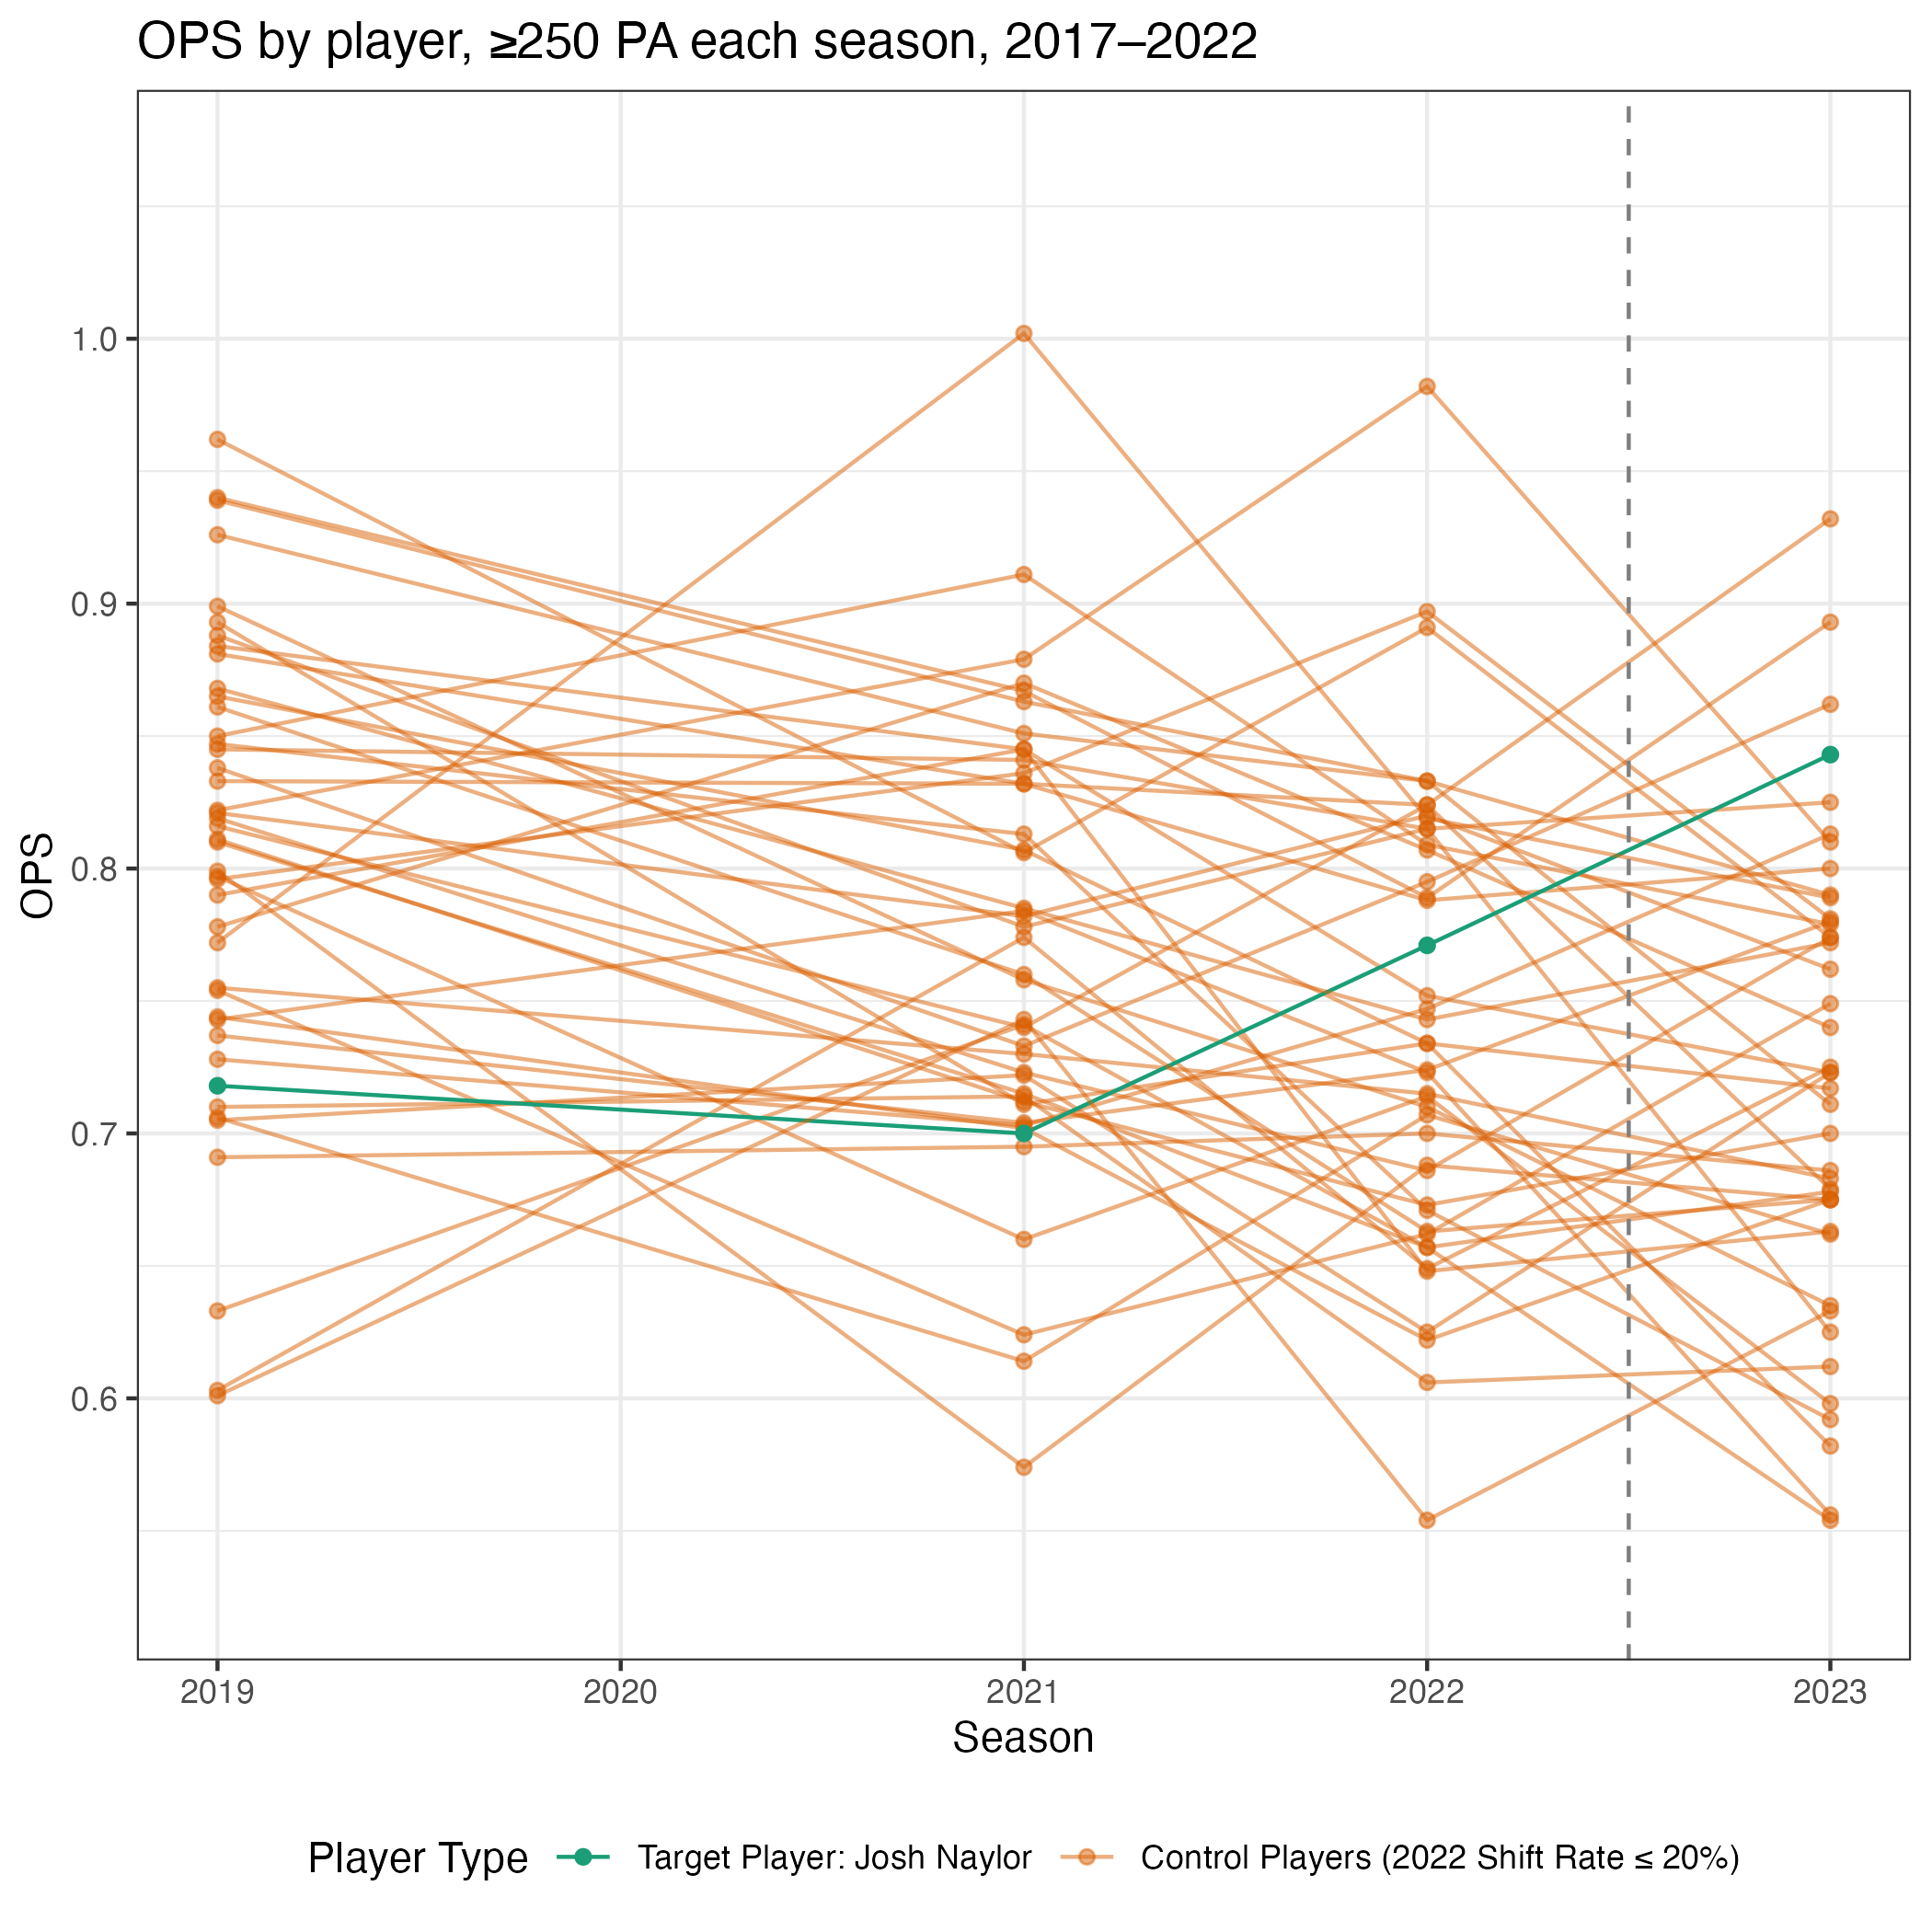 OPS by player, ≥250 PA each season, 2017–2022
OPS
1.0
0.9
0.8
0.7
0.6
2019 2020 2021 2022 2023
Season
Player Type Target Player: Josh Naylor Control Players (2022 Shift Rate ≤ 20%)